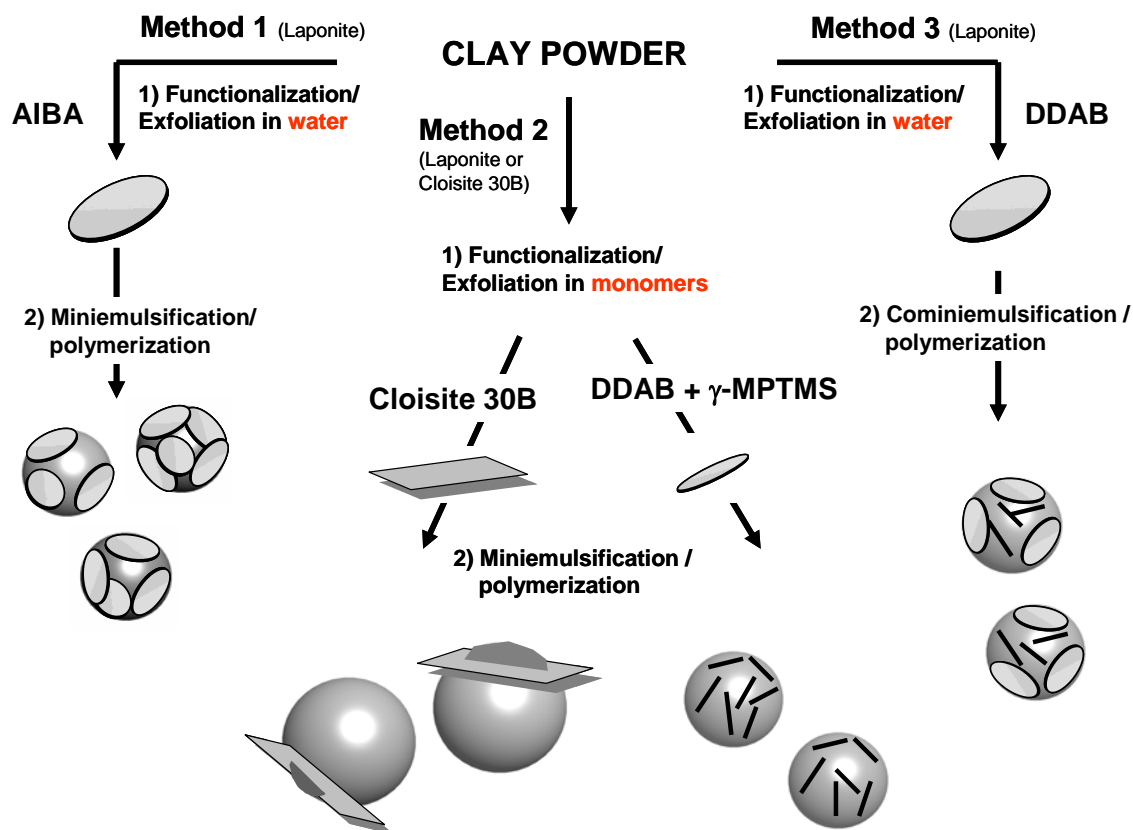 Method 1 (Laponite)
CLAY POWDER
Method 3 (Laponite)
AIBA
1) Functionalization/
Exfoliation in water
Method 2
(Laponite or
Cloisite 30B)
1) Functionalization/
Exfoliation in water
DDAB
1) Functionalization/
Exfoliation in monomers
2) Miniemulsification/
polymerization
2) Cominiemulsification /
polymerization
Cloisite 30B
DDAB + γ-MPTMS
2) Miniemulsification /
polymerization